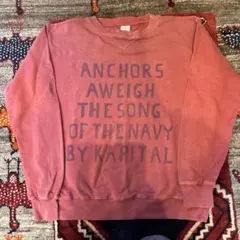 ANCHORS
AWEIGH
THE SONG
OF THE NAVY
BY KAPITAL